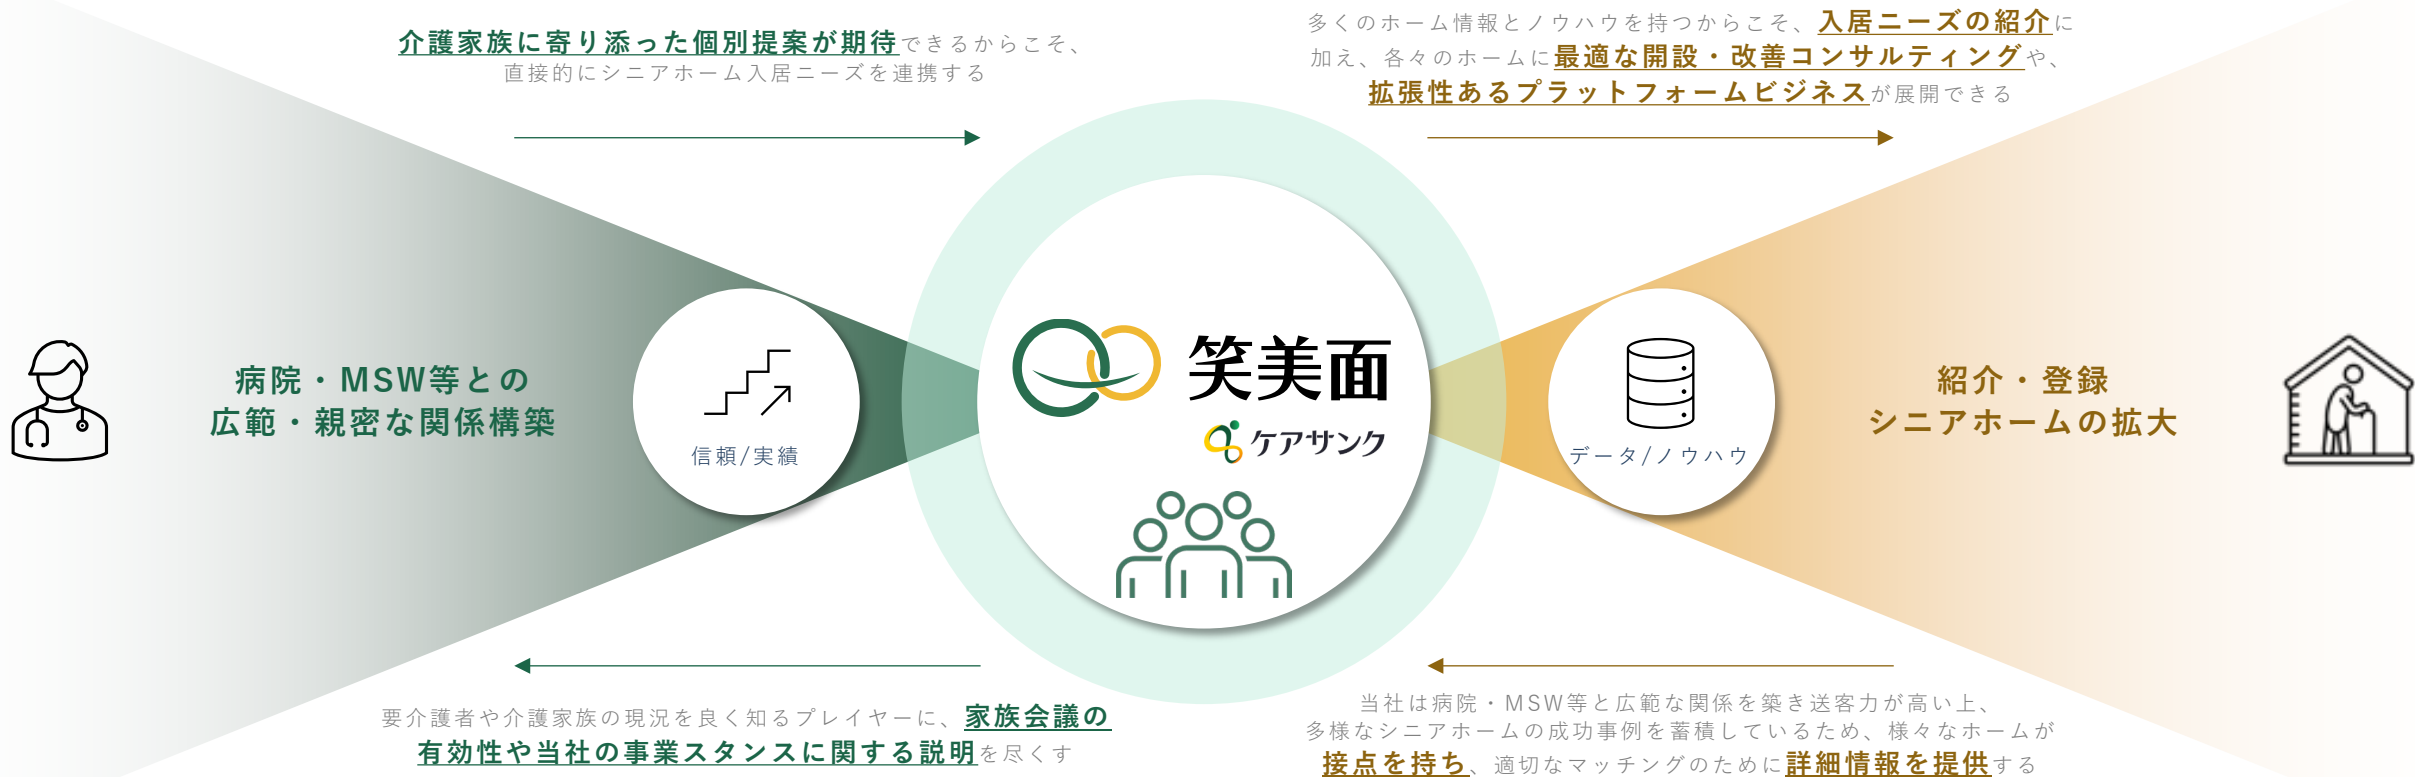 介護家族に寄り添った個別提案が期待できるからこそ、
直接的にシニアホーム入居ニーズを連携する
多くのホーム情報とノウハウを持つからこそ、入居ニーズの紹介に
加え、各々のホームに最適な開設・改善コンサルティングや、
拡張性あるプラットフォームビジネスが展開できる
病院・MSW等との
広範・親密な関係構築
信頼/実績
笑美面
ケアサンク
データ/ノウハウ
紹介・登録
シニアホームの拡大
要介護者や介護家族の現況を良く知るプレイヤーに、家族会議の
有効性や当社の事業スタンスに関する説明を尽くす
当社は病院・MSW等と広範な関係を築き送客力が高い上、
多様なシニアホームの成功事例を蓄積しているため、様々なホームが
接点を持ち、適切なマッチングのために詳細情報を提供する